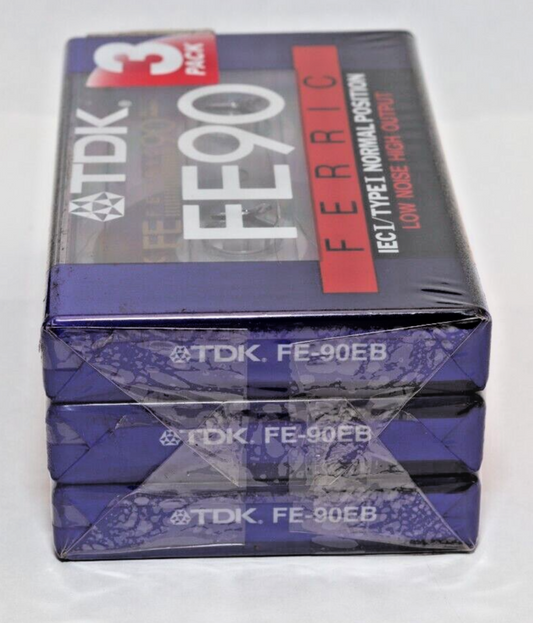 3
PACK
TDK®
FE90
FE
FERRIC
IEC I/TYPE I NORMAL POSITION
LOW NOISE HIGH OUTPUT
TDK. FE-90EB
TDK. FE-90EB
TDK. FE-90EB